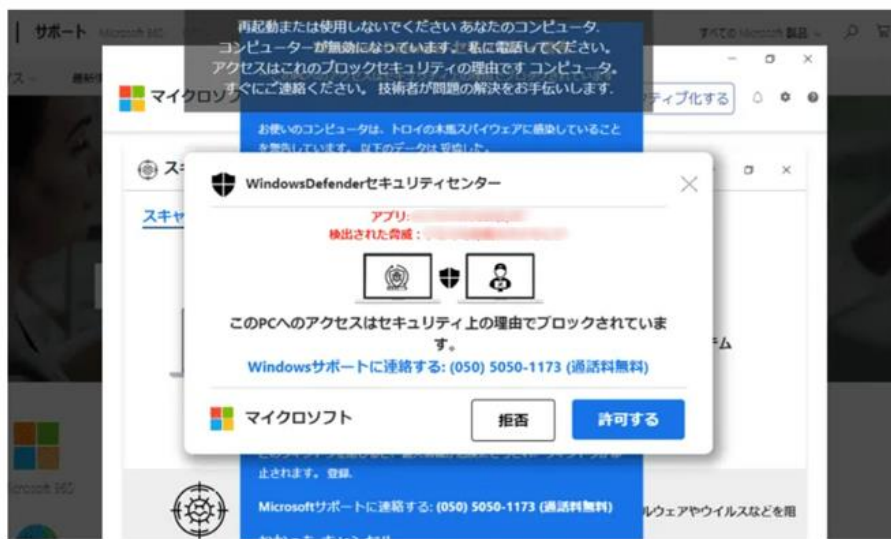 再起動または使用しないでください あなたのコンピュータ.
コンピューターが無効になっています。 私に電話してください。
アクセスはこれのブロックセキュリティの理由です コンピュータ。
すぐにご連絡ください。 技術者が問題の解決をお手伝いします.
サポート
Microsoft 365
すべての Microsoft 製品
マイクロソフ
ティブ化する
お使いのコンピュータは、トロイの木馬スパイウェアに感染していること
を警告しています。以下のデータは
スキャ
WindowsDefenderセキュリティセンター
アプリ:
検出された脅威：
このPCへのアクセスはセキュリティ上の理由でブロックされていま
す。
Windowsサポートに連絡する: (050) 5050-1173 (通話料無料)
マイクロソフト
拒否
許可する
止されます。 登録.
Microsoftサポートに連絡する: (050) 5050-1173 (通話料無料)
ルウェアやウイルスなどを阻